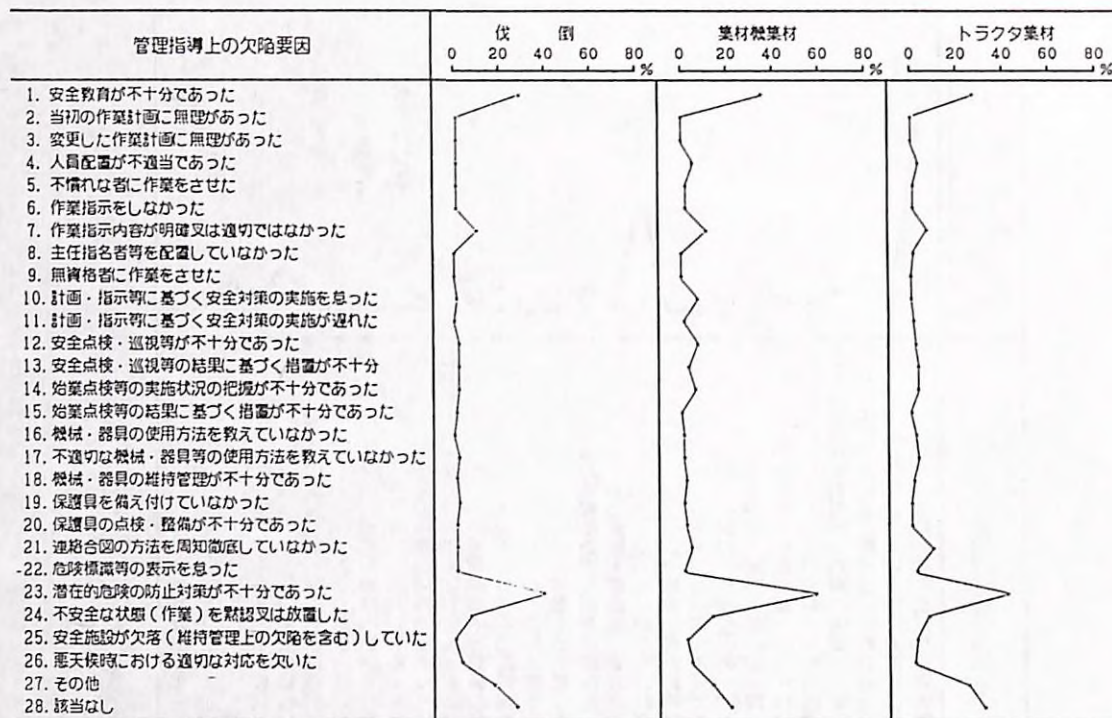 管理指導上の欠陥要因
伐 倒
集材機集材
トラクタ集材
0 20 40 60 80 %
0 20 40 60 80 %
0 20 40 60 80 %
1. 安全教育が不十分であった
2. 当初の作業計画に無理があった
3. 変更した作業計画に無理があった
4. 人員配置が不適当であった
5. 不慣れな者に作業をさせた
6. 作業指示をしなかった
7. 作業指示内容が明確又は適切ではなかった
8. 主任指名者等を配置していなかった
9. 無資格者に作業をさせた
10. 計画・指示等に基づく安全対策の実施を怠った
11. 計画・指示等に基づく安全対策の実施が遅れた
12. 安全点検・巡視等が不十分であった
13. 安全点検・巡視等の結果に基づく措置が不十分
14. 始業点検等の実施状況の把握が不十分であった
15. 始業点検等の結果に基づく措置が不十分であった
16. 機械・器具の使用方法を教えていなかった
17. 不適切な機械・器具等の使用方法を教えていなかった
18. 機械・器具の維持管理が不十分であった
19. 保護具を備え付けていなかった
20. 保護具の点検・整備が不十分であった
21. 連絡合図の方法を周知徹底していなかった
22. 危険標識等の表示を怠った
23. 潜在的危険の防止対策が不十分であった
24. 不安全な状態(作業)を黙認又は放置した
25. 安全施設が欠落(維持管理上の欠陥を含む)していた
26. 悪天候時における適切な対応を欠いた
27. その他
28. 該当なし